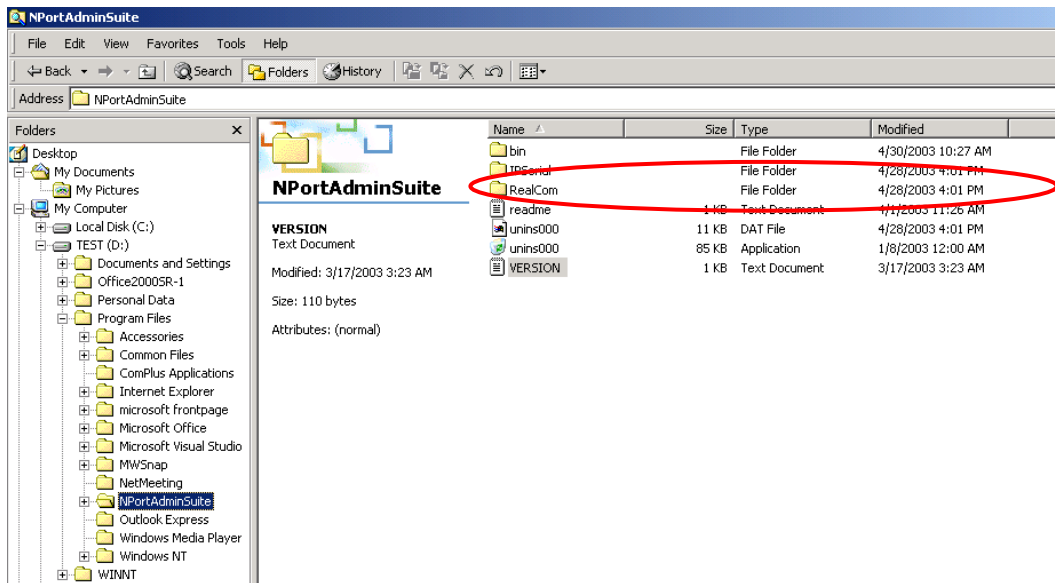 NPortAdminSuite
File Edit View Favorites Tools Help
Back Search Folders History
Address NPortAdminSuite
Folders x
Desktop
My Documents
My Pictures
My Computer
Local Disk (C:)
TEST (D:)
Documents and Settings
Office2000SR-1
Personal Data
Program Files
Accessories
Common Files
ComPlus Applications
Internet Explorer
microsoft frontpage
Microsoft Office
Microsoft Visual Studio
MWSnap
NetMeeting
NPortAdminSuite
Outlook Express
Windows Media Player
Windows NT
WINNT
NPortAdminSuite
VERSION
Text Document
Modified: 3/17/2003 3:23 AM
Size: 110 bytes
Attributes: (normal)
Name Size Type Modified
bin File Folder 4/30/2003 10:27 AM
IPSerial File Folder 4/28/2003 4:01 PM
RealCom File Folder 4/28/2003 4:01 PM
readme 1 KB Text Document 4/1/2003 11:26 AM
unins000 11 KB DAT File 4/28/2003 4:01 PM
unins000 85 KB Application 1/8/2003 12:00 AM
VERSION 1 KB Text Document 3/17/2003 3:23 AM